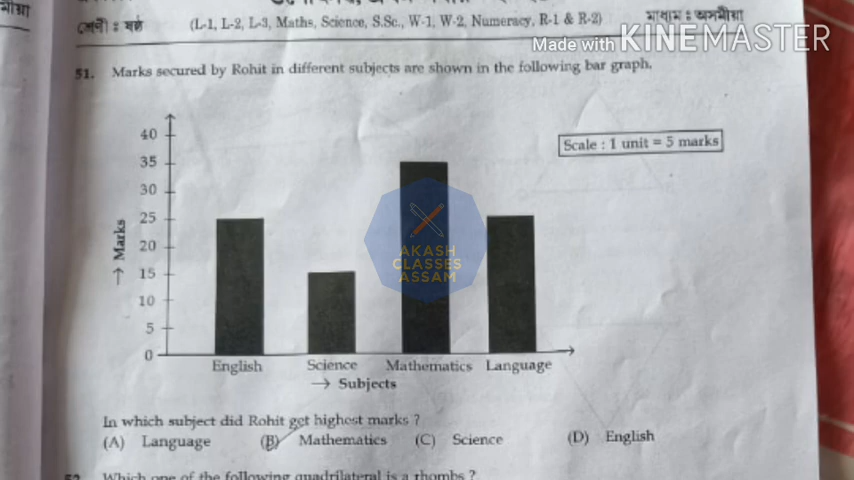 (L-1, L-2, L-3, Maths, Science, S.Sc., W-1, W-2, Numeracy, R-1 & R-2)
মাধ্যম : অসমীয়া
Made with KINEMASTER
51. Marks secured by Rohit in different subjects are shown in the following bar graph.
Scale : 1 unit = 5 marks
40
35
30
25
20
15
10
5
0
→ Marks
AKASH
CLASSES
ASSAM
English Science Mathematics Language
→ Subjects
In which subject did Rohit get highest marks ?
(A) Language (B) Mathematics (C) Science (D) English
52. Which one of the following quadrilateral is a rhombs ?